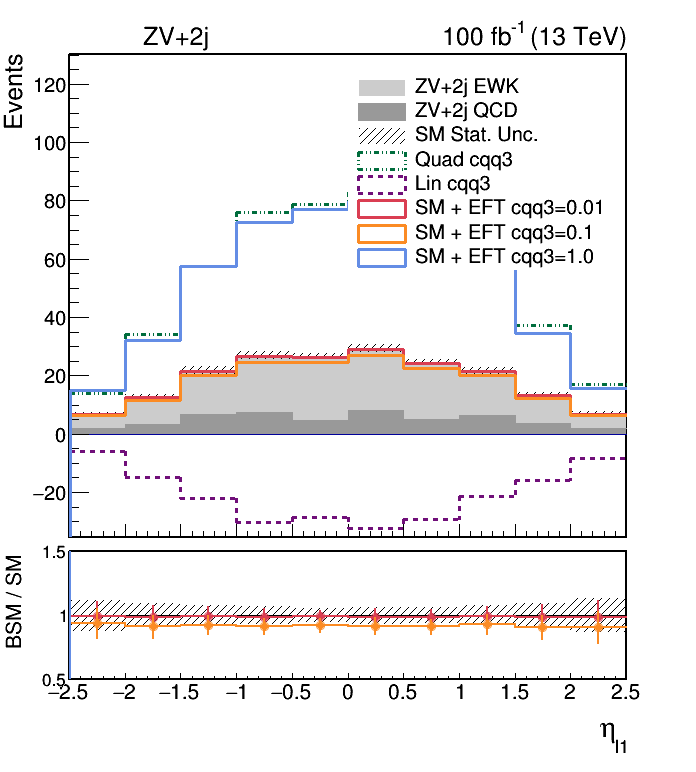 ZV+2j 100 fb⁻¹ (13 TeV)
Events
120
100
80
60
40
20
0
−20
ZV+2j EWK
ZV+2j QCD
SM Stat. Unc.
Quad cqq3
Lin cqq3
SM + EFT cqq3=0.01
SM + EFT cqq3=0.1
SM + EFT cqq3=1.0
BSM / SM
1.5
1
0.5
−2.5 −2 −1.5 −1 −0.5 0 0.5 1 1.5 2 2.5
η_l1